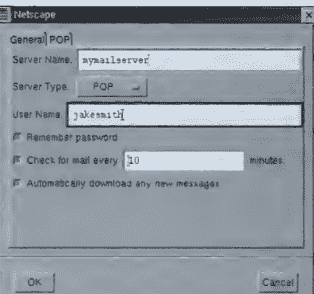 Netscape
General POP
Server Name: mymailserver
Server Type: POP
User Name: jakesmith
Remember password
Check for mail every 10 minutes.
Automatically download any new messages
OK Cancel